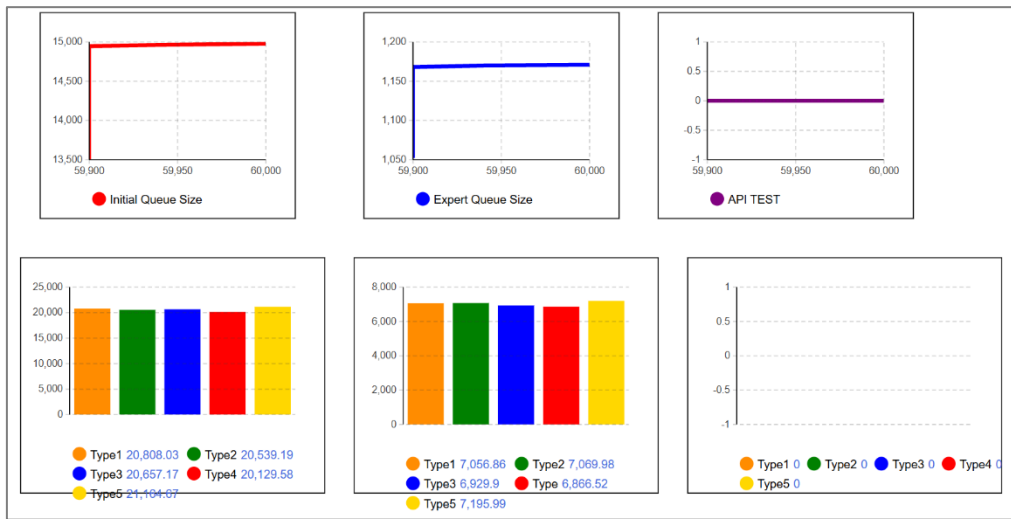 15,000
14,500
14,000
13,500
59,900 59,950 60,000
Initial Queue Size
1,200
1,150
1,100
1,050
59,900 59,950 60,000
Expert Queue Size
1
0.5
0
-0.5
-1
59,900 59,950 60,000
API TEST
25,000
20,000
15,000
10,000
5,000
0
Type1 20,808.03 Type2 20,539.19
Type3 20,657.17 Type4 20,129.58
Type5 21,104.07
8,000
6,000
4,000
2,000
0
Type1 7,056.86 Type2 7,069.98
Type3 6,929.9 Type 6,866.52
Type5 7,195.99
1
0.5
0
-0.5
-1
Type1 0 Type2 0 Type3 0 Type4 0
Type5 0